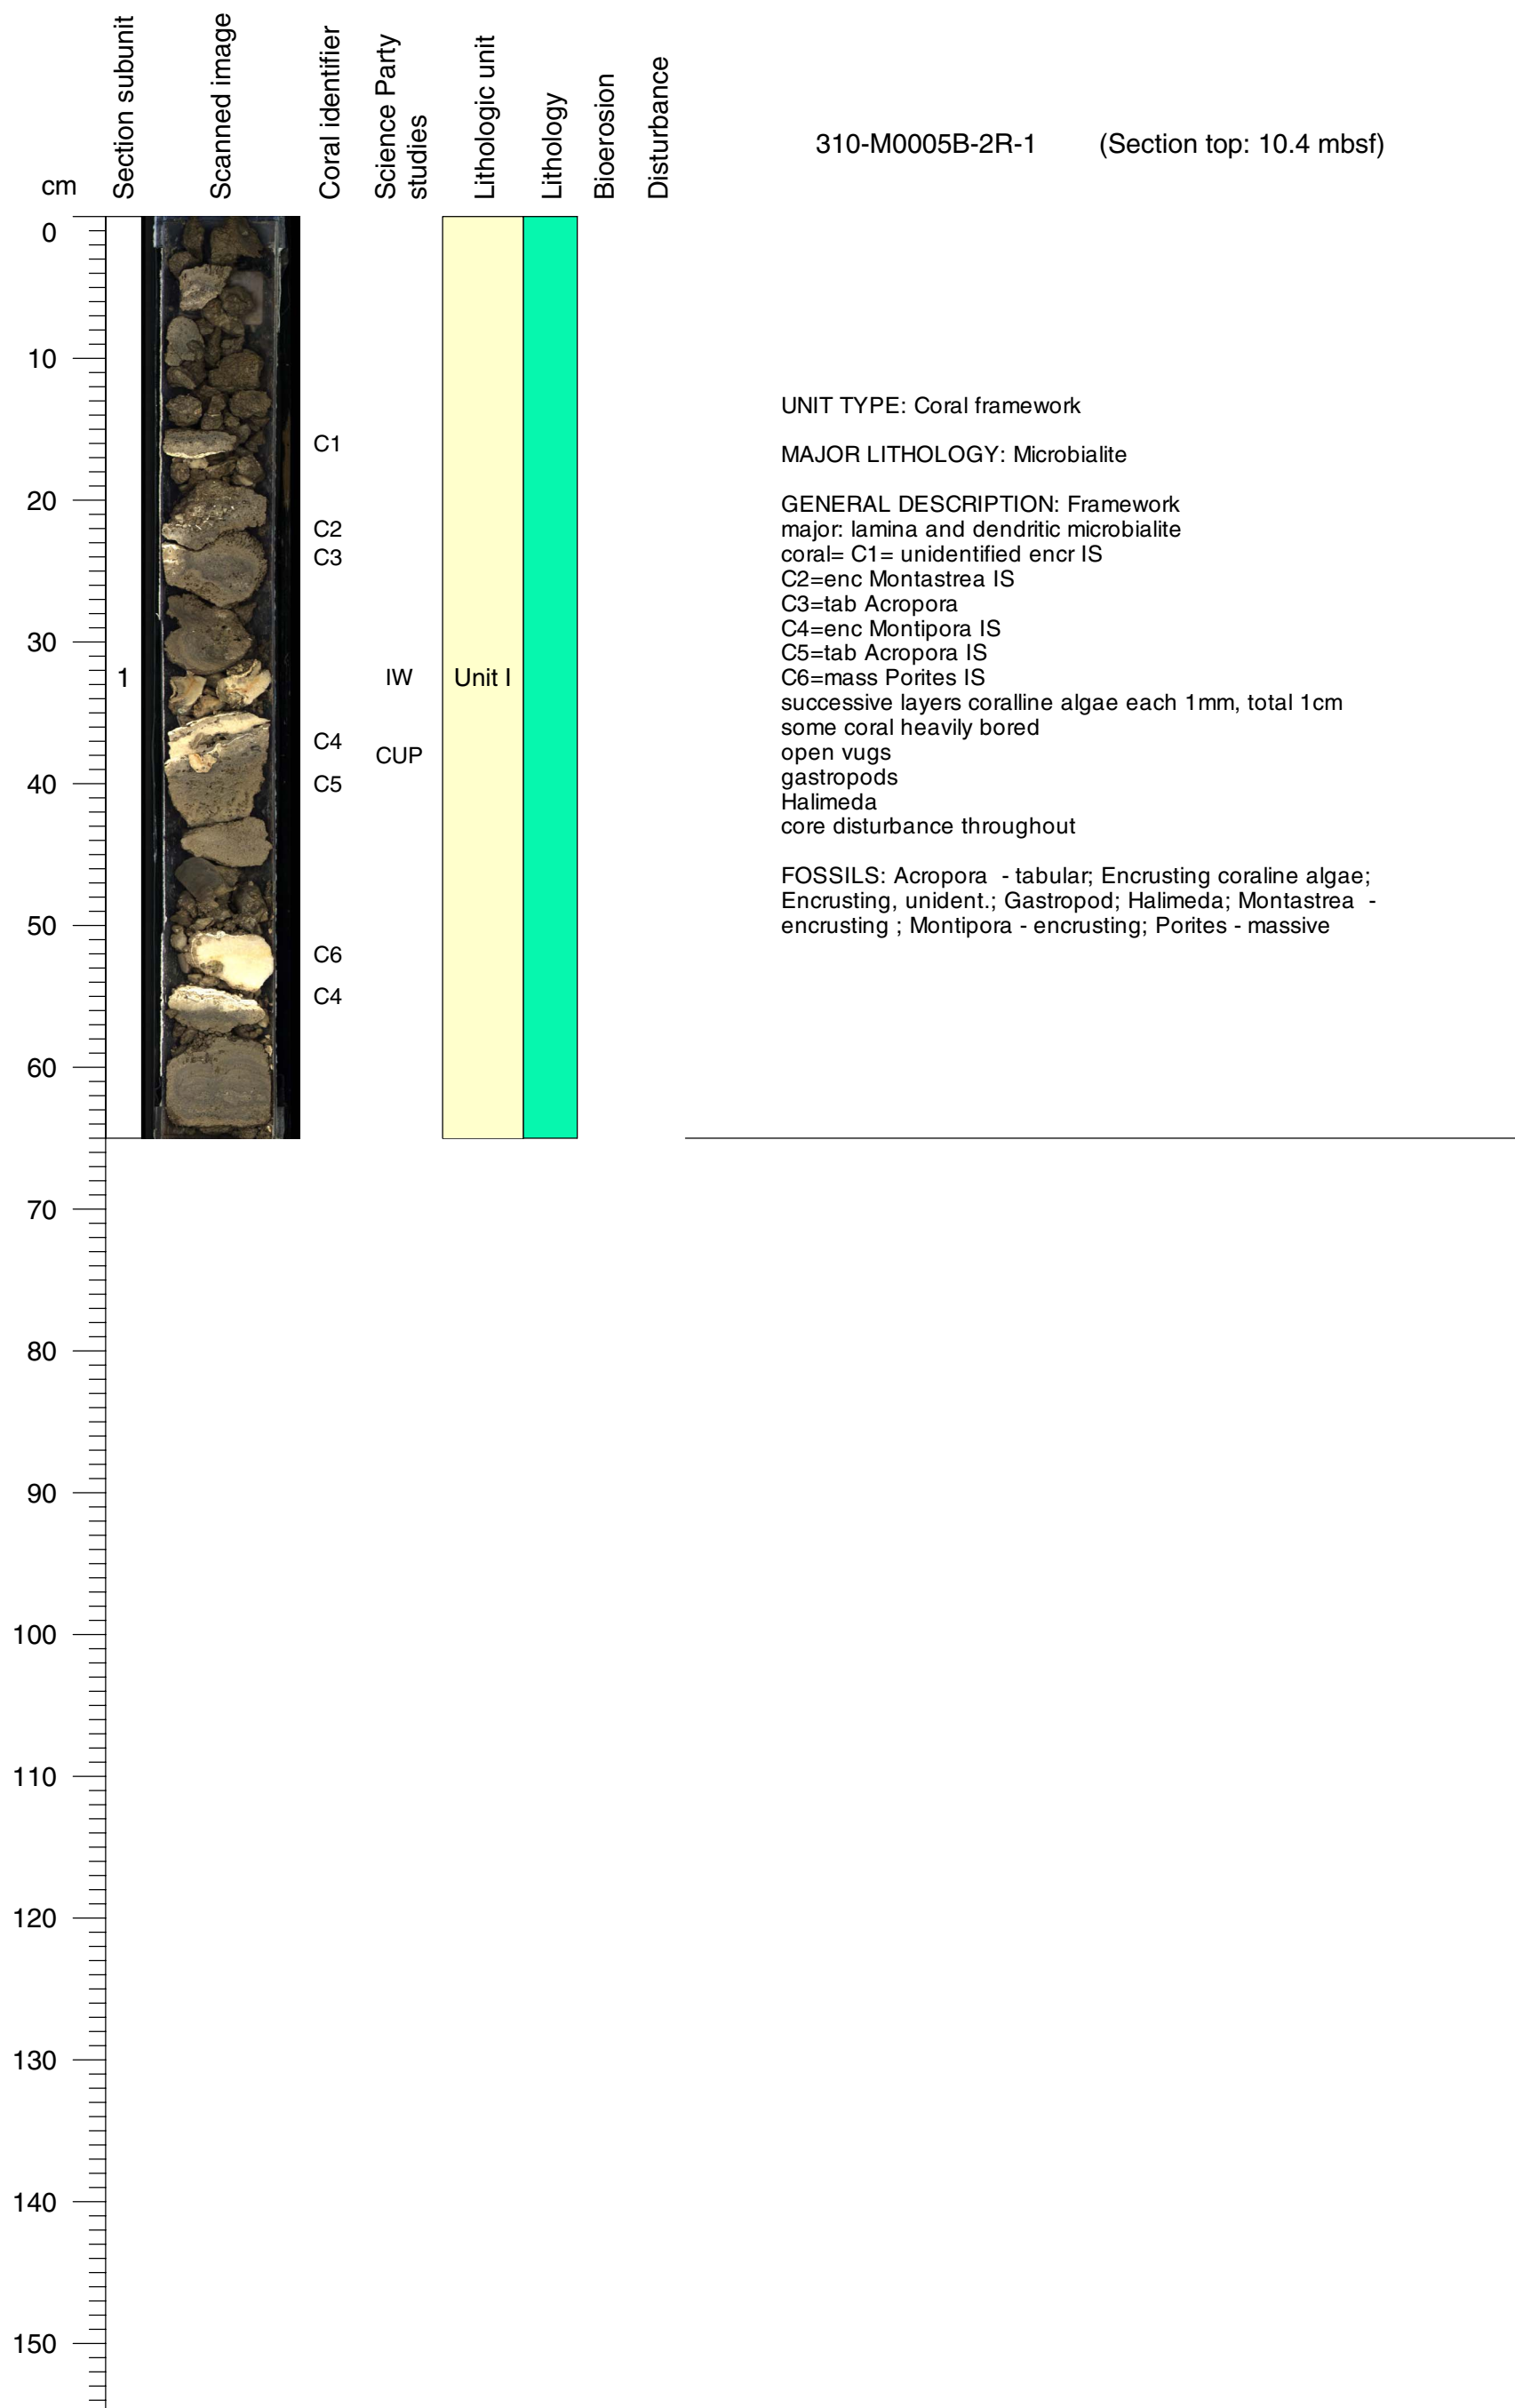 Section subunit
Scanned image
Coral identifier
Science Party
studies
Lithologic unit
Lithology
Bioerosion
Disturbance
310-M0005B-2R-1 (Section top: 10.4 mbsf)
cm
0
10
20
30
40
50
60
70
80
90
100
110
120
130
140
150
1
C1
C2
C3
C4
C5
C6
C4
IW
CUP
Unit I
UNIT TYPE: Coral framework
MAJOR LITHOLOGY: Microbialite
GENERAL DESCRIPTION: Framework
major: lamina and dendritic microbialite
coral= C1= unidentified encr IS
C2=enc Montastrea IS
C3=tab Acropora
C4=enc Montipora IS
C5=tab Acropora IS
C6=mass Porites IS
successive layers coralline algae each 1mm, total 1cm
some coral heavily bored
open vugs
gastropods
Halimeda
core disturbance throughout
FOSSILS: Acropora - tabular; Encrusting coraline algae;
Encrusting, unident.; Gastropod; Halimeda; Montastrea -
encrusting ; Montipora - encrusting; Porites - massive